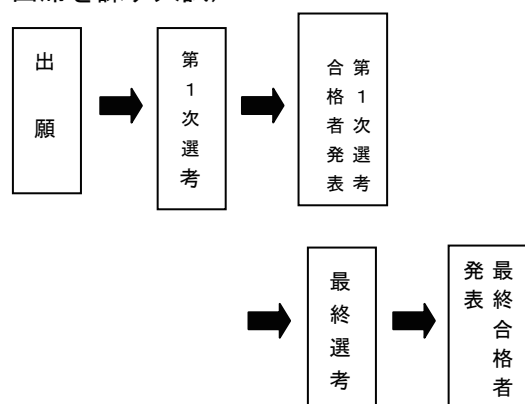 出願
第1次選考
第1次選考
合格者発表
最終選考
最終合格者
発表